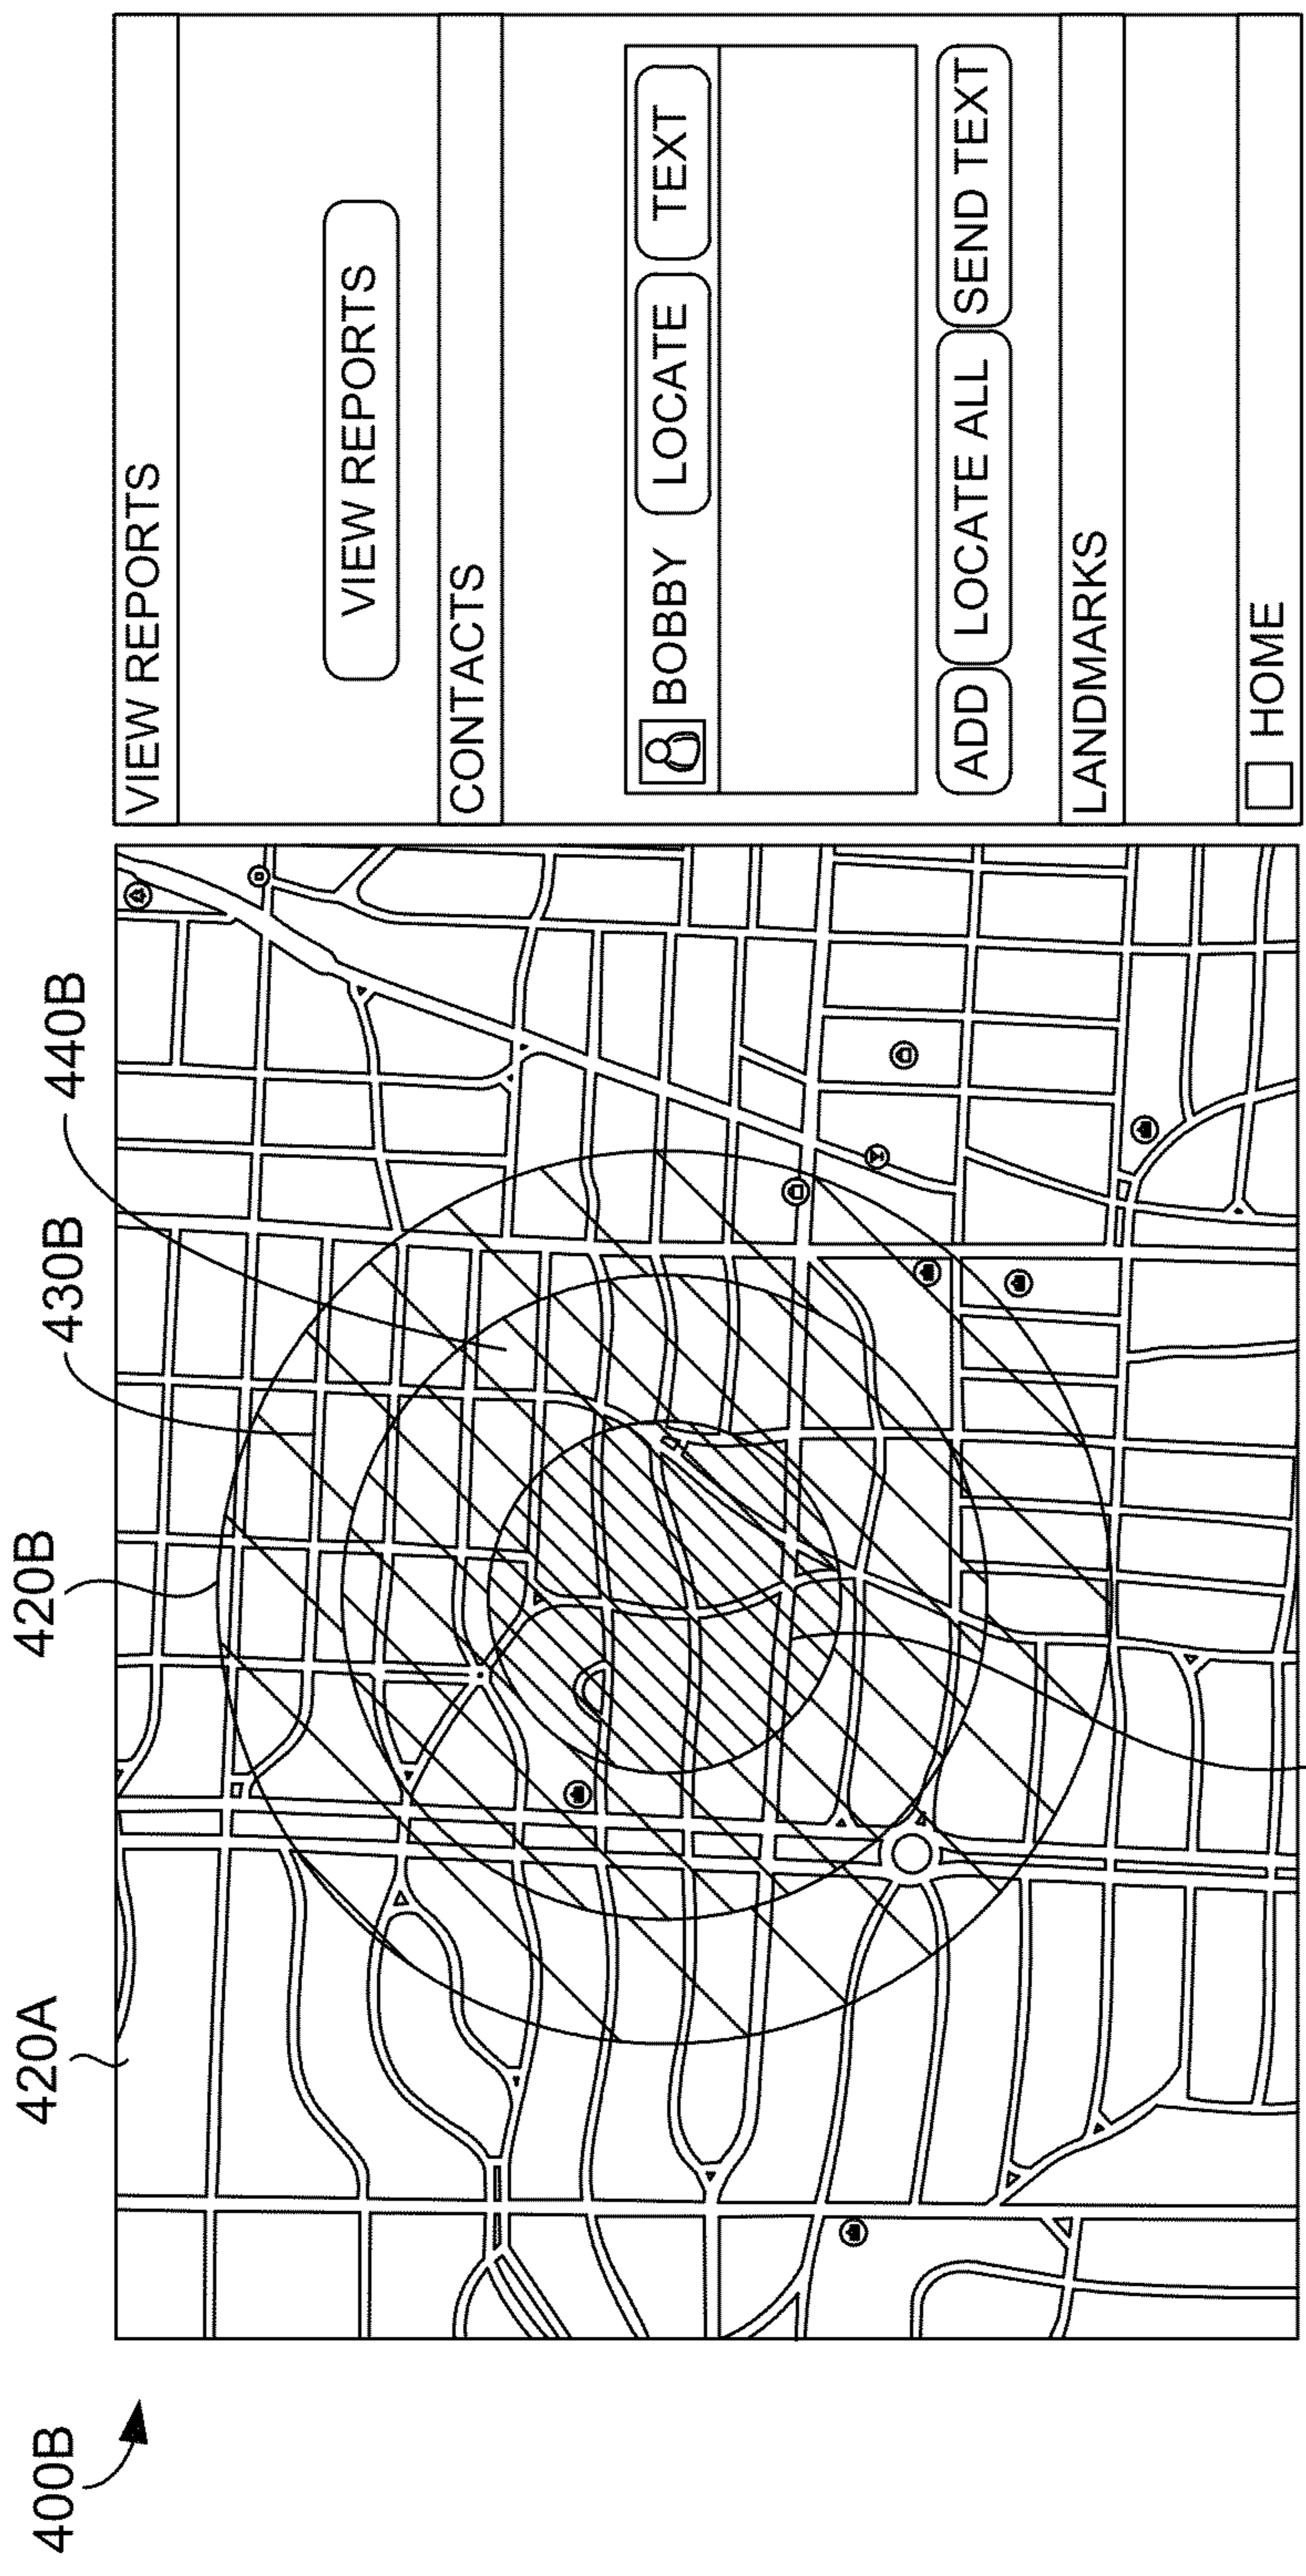 400B
420A
420B
430B
440B
VIEW REPORTS
VIEW REPORTS
CONTACTS
BOBBY LOCATE TEXT
ADD LOCATE ALL SEND TEXT
LANDMARKS
HOME